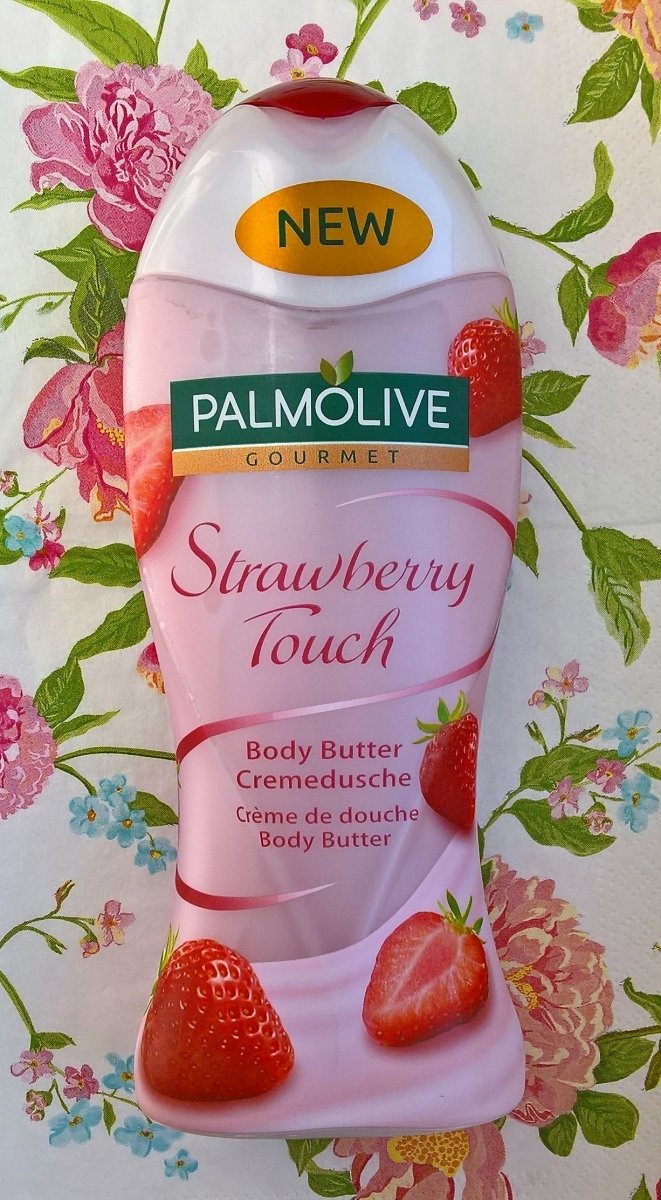 NEW
PALMOLIVE
GOURMET
Strawberry
Touch
Body Butter
Cremedusche
Crème de douche
Body Butter